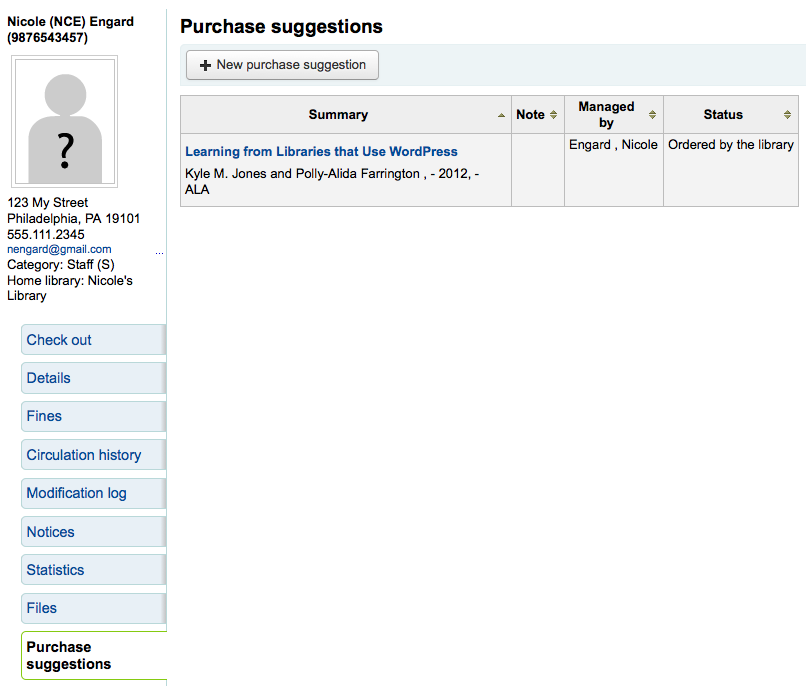 Nicole (NCE) Engard
(9876543457)
?
123 My Street
Philadelphia, PA 19101
555.111.2345
nengard@gmail.com
...
Category: Staff (S)
Home library: Nicole's
Library
Check out
Details
Fines
Circulation history
Modification log
Notices
Statistics
Files
Purchase
suggestions
Purchase suggestions
+ New purchase suggestion
Summary
Note
Managed
by
Status
Learning from Libraries that Use WordPress
Kyle M. Jones and Polly-Alida Farrington , - 2012, -
ALA
Engard , Nicole
Ordered by the library